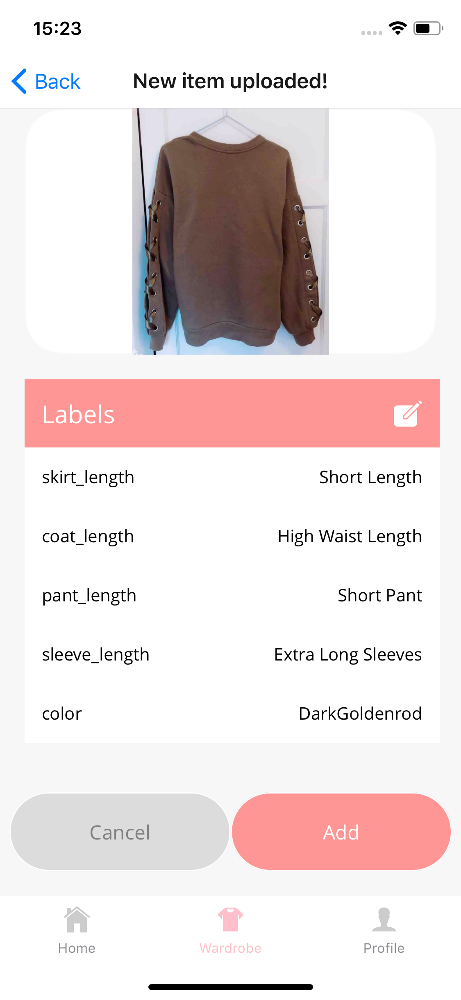 15:23
Back
New item uploaded!
Labels
skirt_length Short Length
coat_length High Waist Length
pant_length Short Pant
sleeve_length Extra Long Sleeves
color DarkGoldenrod
Cancel Add
Home Wardrobe Profile